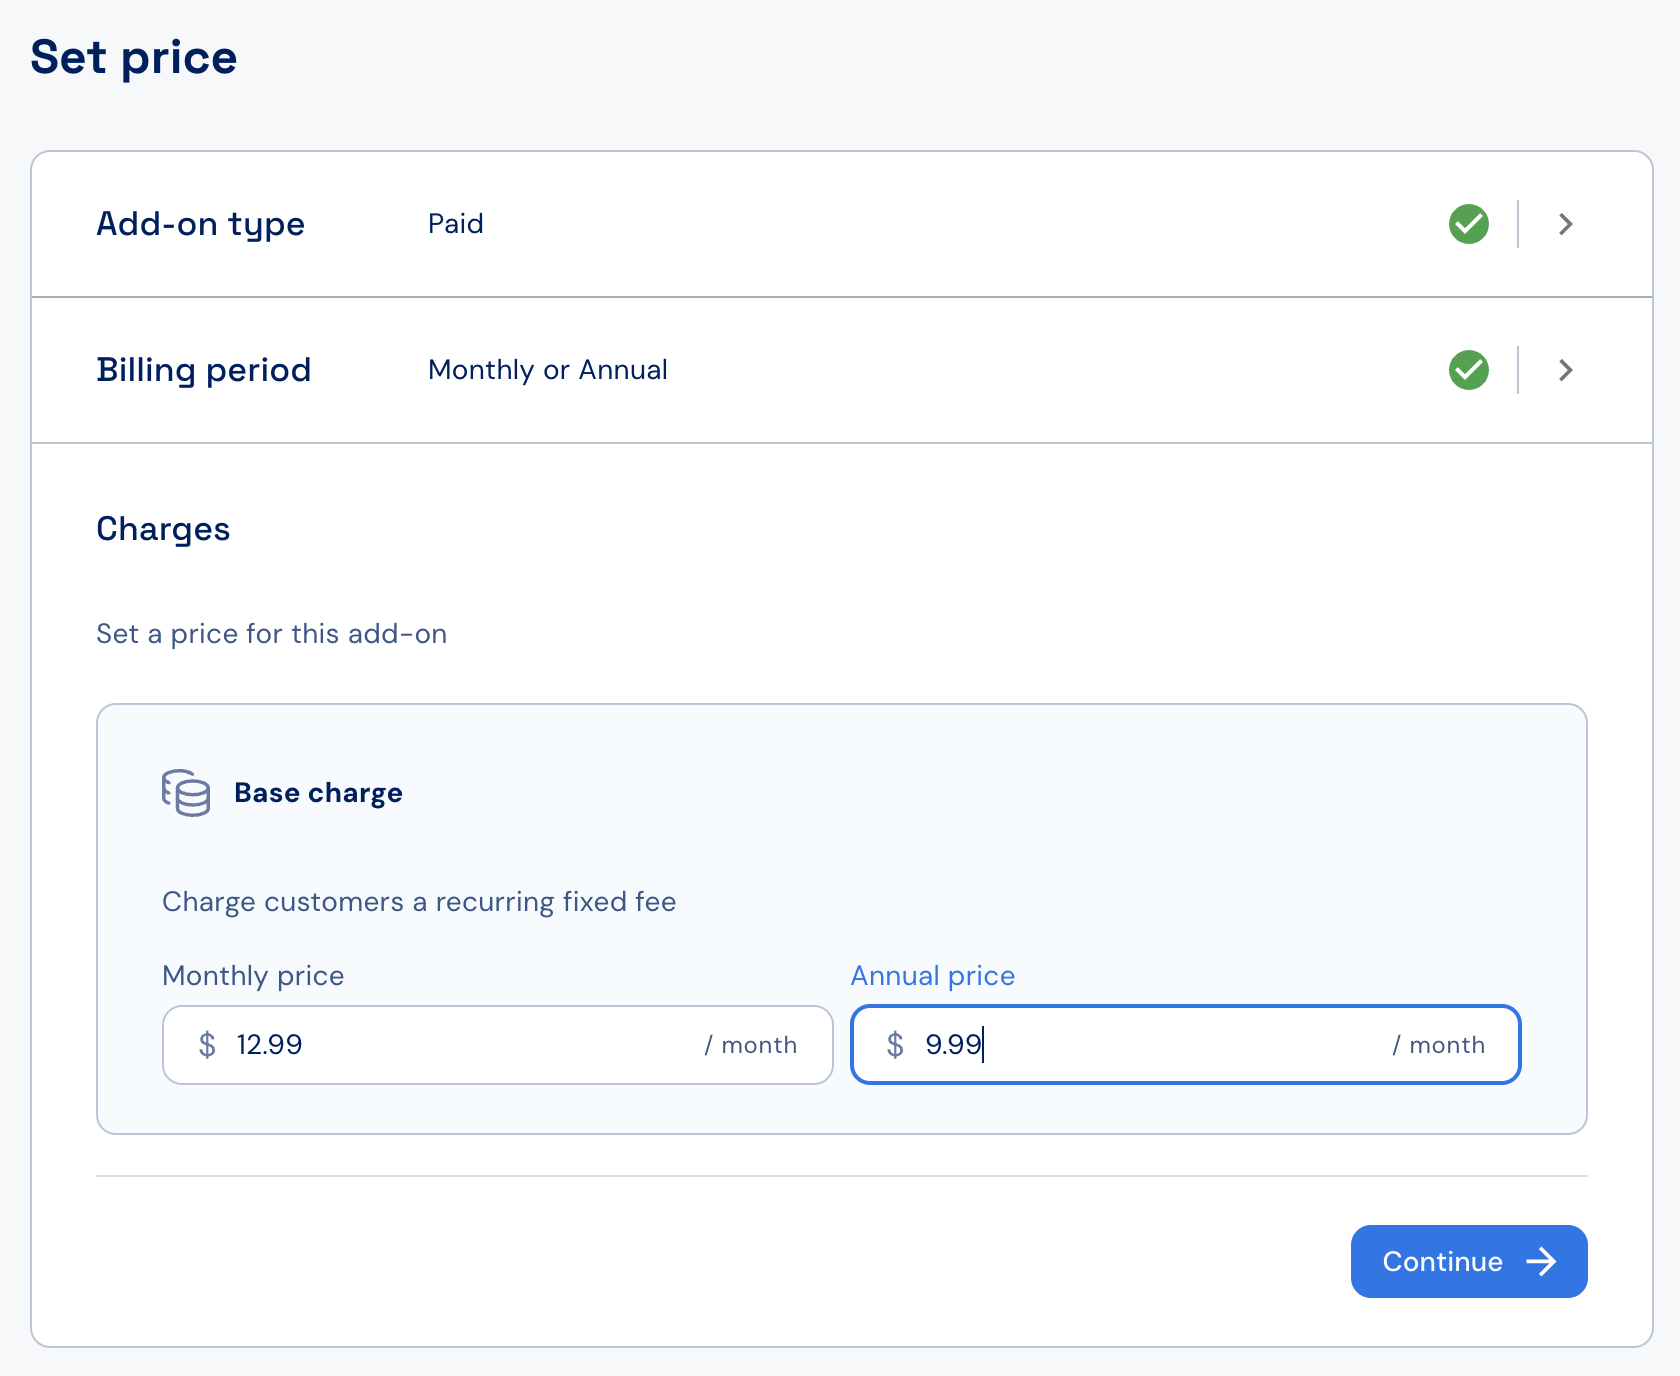 Set price
Add-on type Paid
Billing period Monthly or Annual
Charges
Set a price for this add-on
Base charge
Charge customers a recurring fixed fee
Monthly price Annual price
$ 12.99 / month $ 9.99 / month
Continue